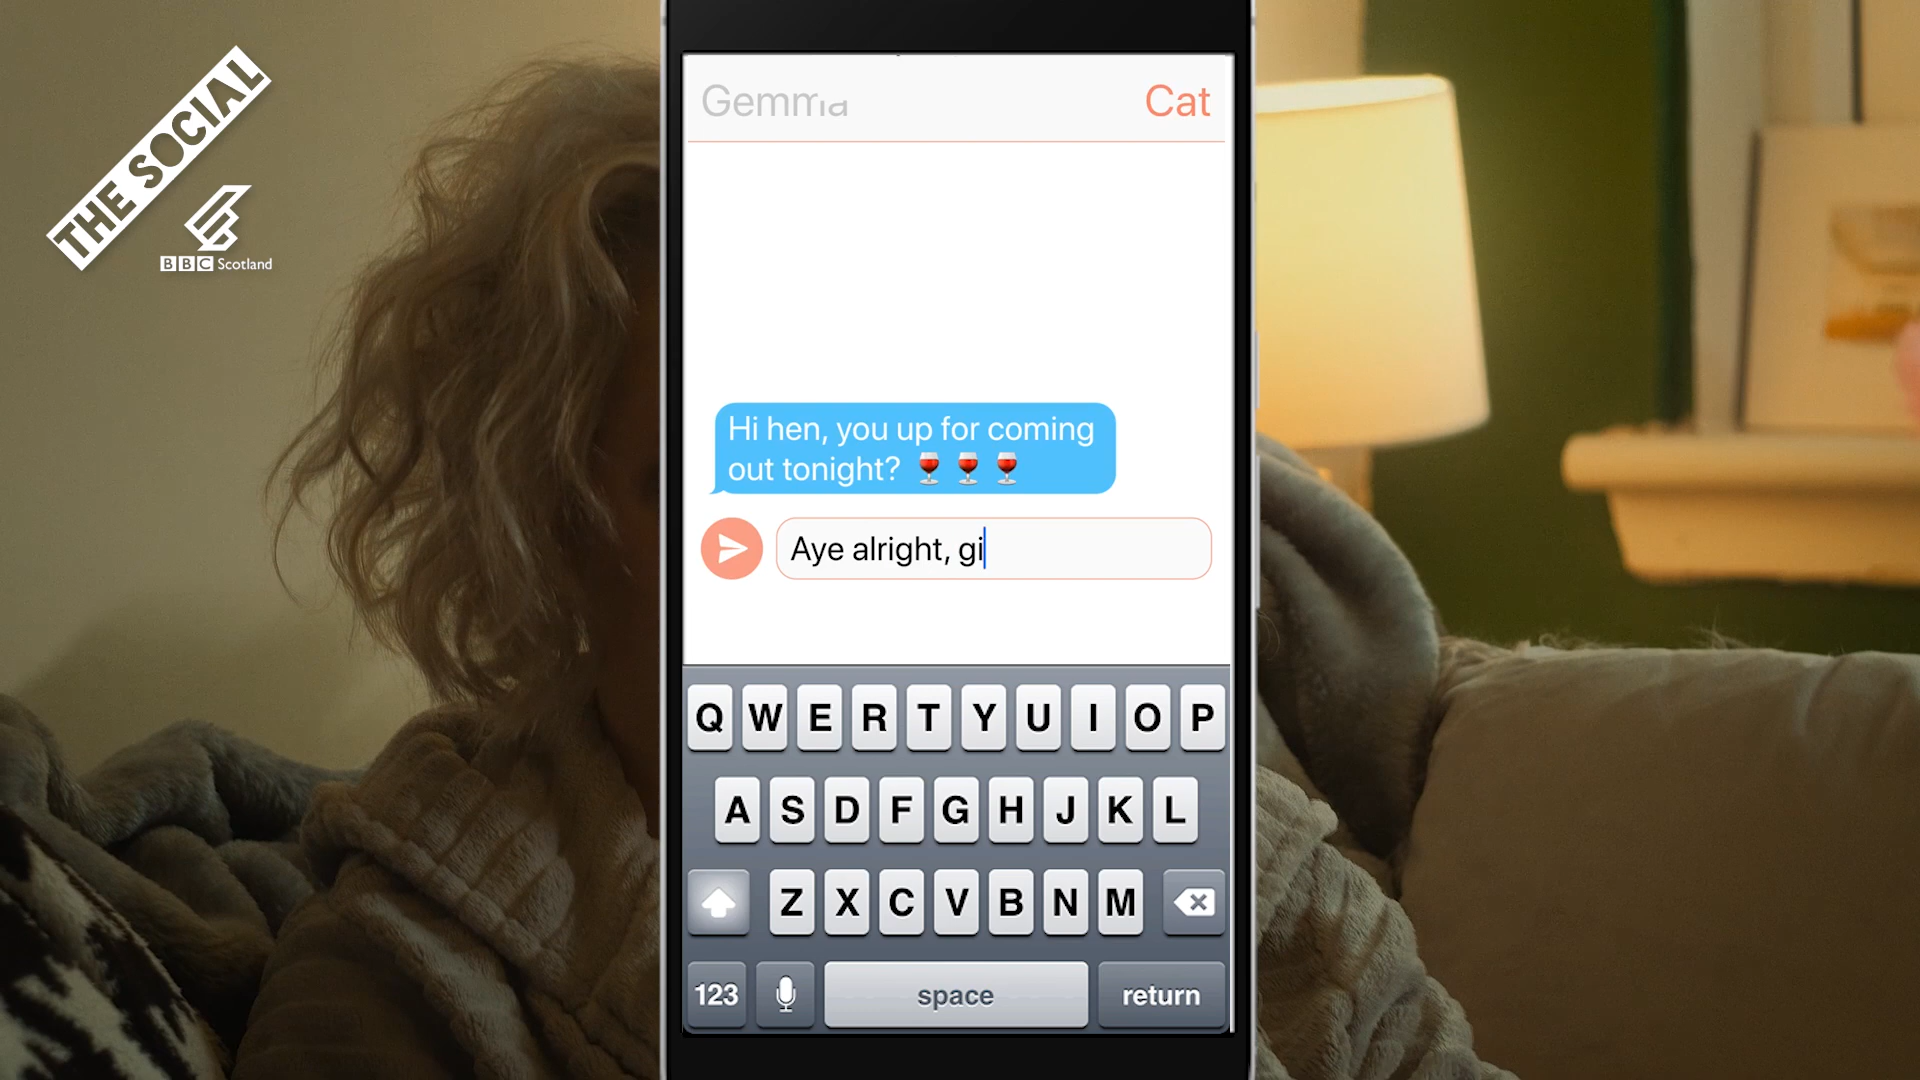 THE SOCIAL
BBC Scotland
Gemma
Cat
Hi hen, you up for coming
out tonight? 🍷 🍷 🍷
Aye alright, gi
Q W E R T Y U I O P
A S D F G H J K L
Z X C V B N M
123 space return